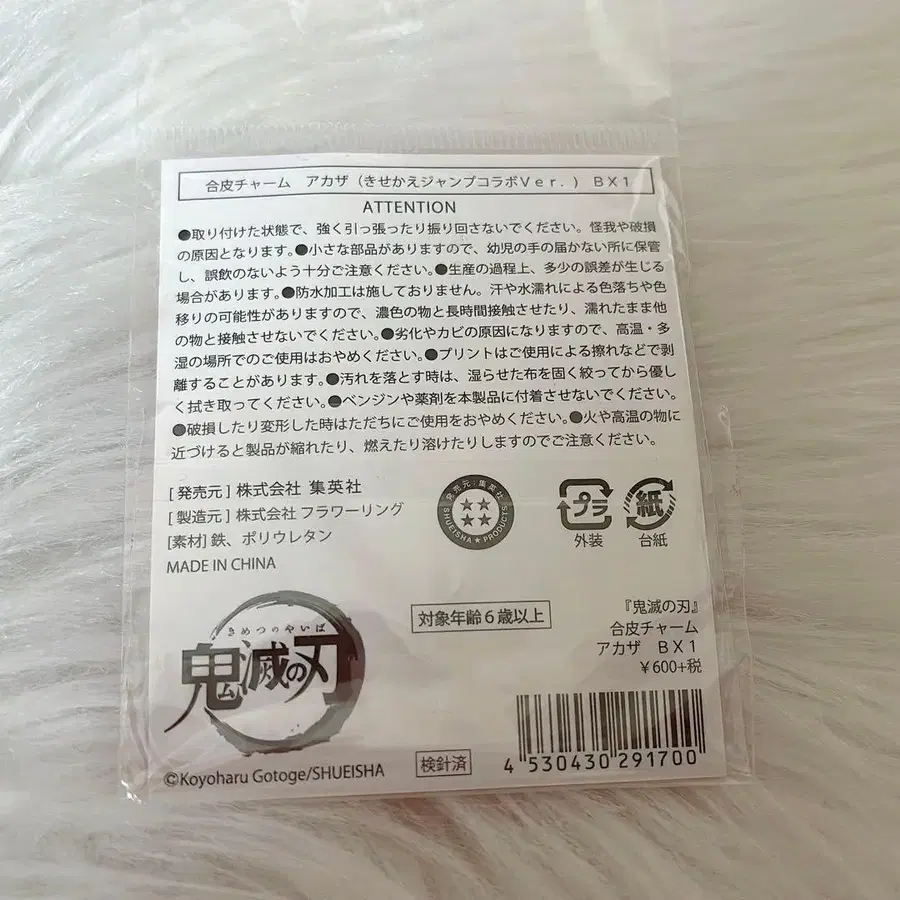 合皮チャーム　アカザ（きせかえジャンプコラボVer.）　BX1
ATTENTION
●取り付けた状態で、強く引っ張ったり振り回さないでください。怪我や破損
の原因となります。●小さな部品がありますので、幼児の手の届かない所に保管
し、誤飲のないよう十分ご注意ください。●生産の過程上、多少の誤差が生じる
場合があります。●防水加工は施しておりません。汗や水濡れによる色落ちや色
移りの可能性がありますので、濃色の物と長時間接触させたり、濡れたまま他
の物と接触させないでください。●劣化やカビの原因になりますので、高温・多
湿の場所でのご使用はおやめください。●プリントはご使用による擦れなどで剥
離することがあります。●汚れを落とす時は、湿らせた布を固く絞ってから優し
く拭き取ってください。●ベンジンや薬剤を本製品に付着させないでください。
●破損したり変形した時はただちにご使用をおやめください。●火や高温の物に
近づけると製品が縮れたり、燃えたり溶けたりしますのでご注意ください。
[発売元] 株式会社 集英社
[製造元] 株式会社 フラワーリング
[素材] 鉄、ポリウレタン
MADE IN CHINA
発売元：集英社
SHUEISHA★PRODUCTS
プラ
外装
紙
台紙
対象年齢6歳以上
『鬼滅の刃』
合皮チャーム
アカザ　BX1
￥600+税
きめつのやいば
鬼滅の刃
©Koyoharu Gotoge/SHUEISHA
検針済
4 530430 291700